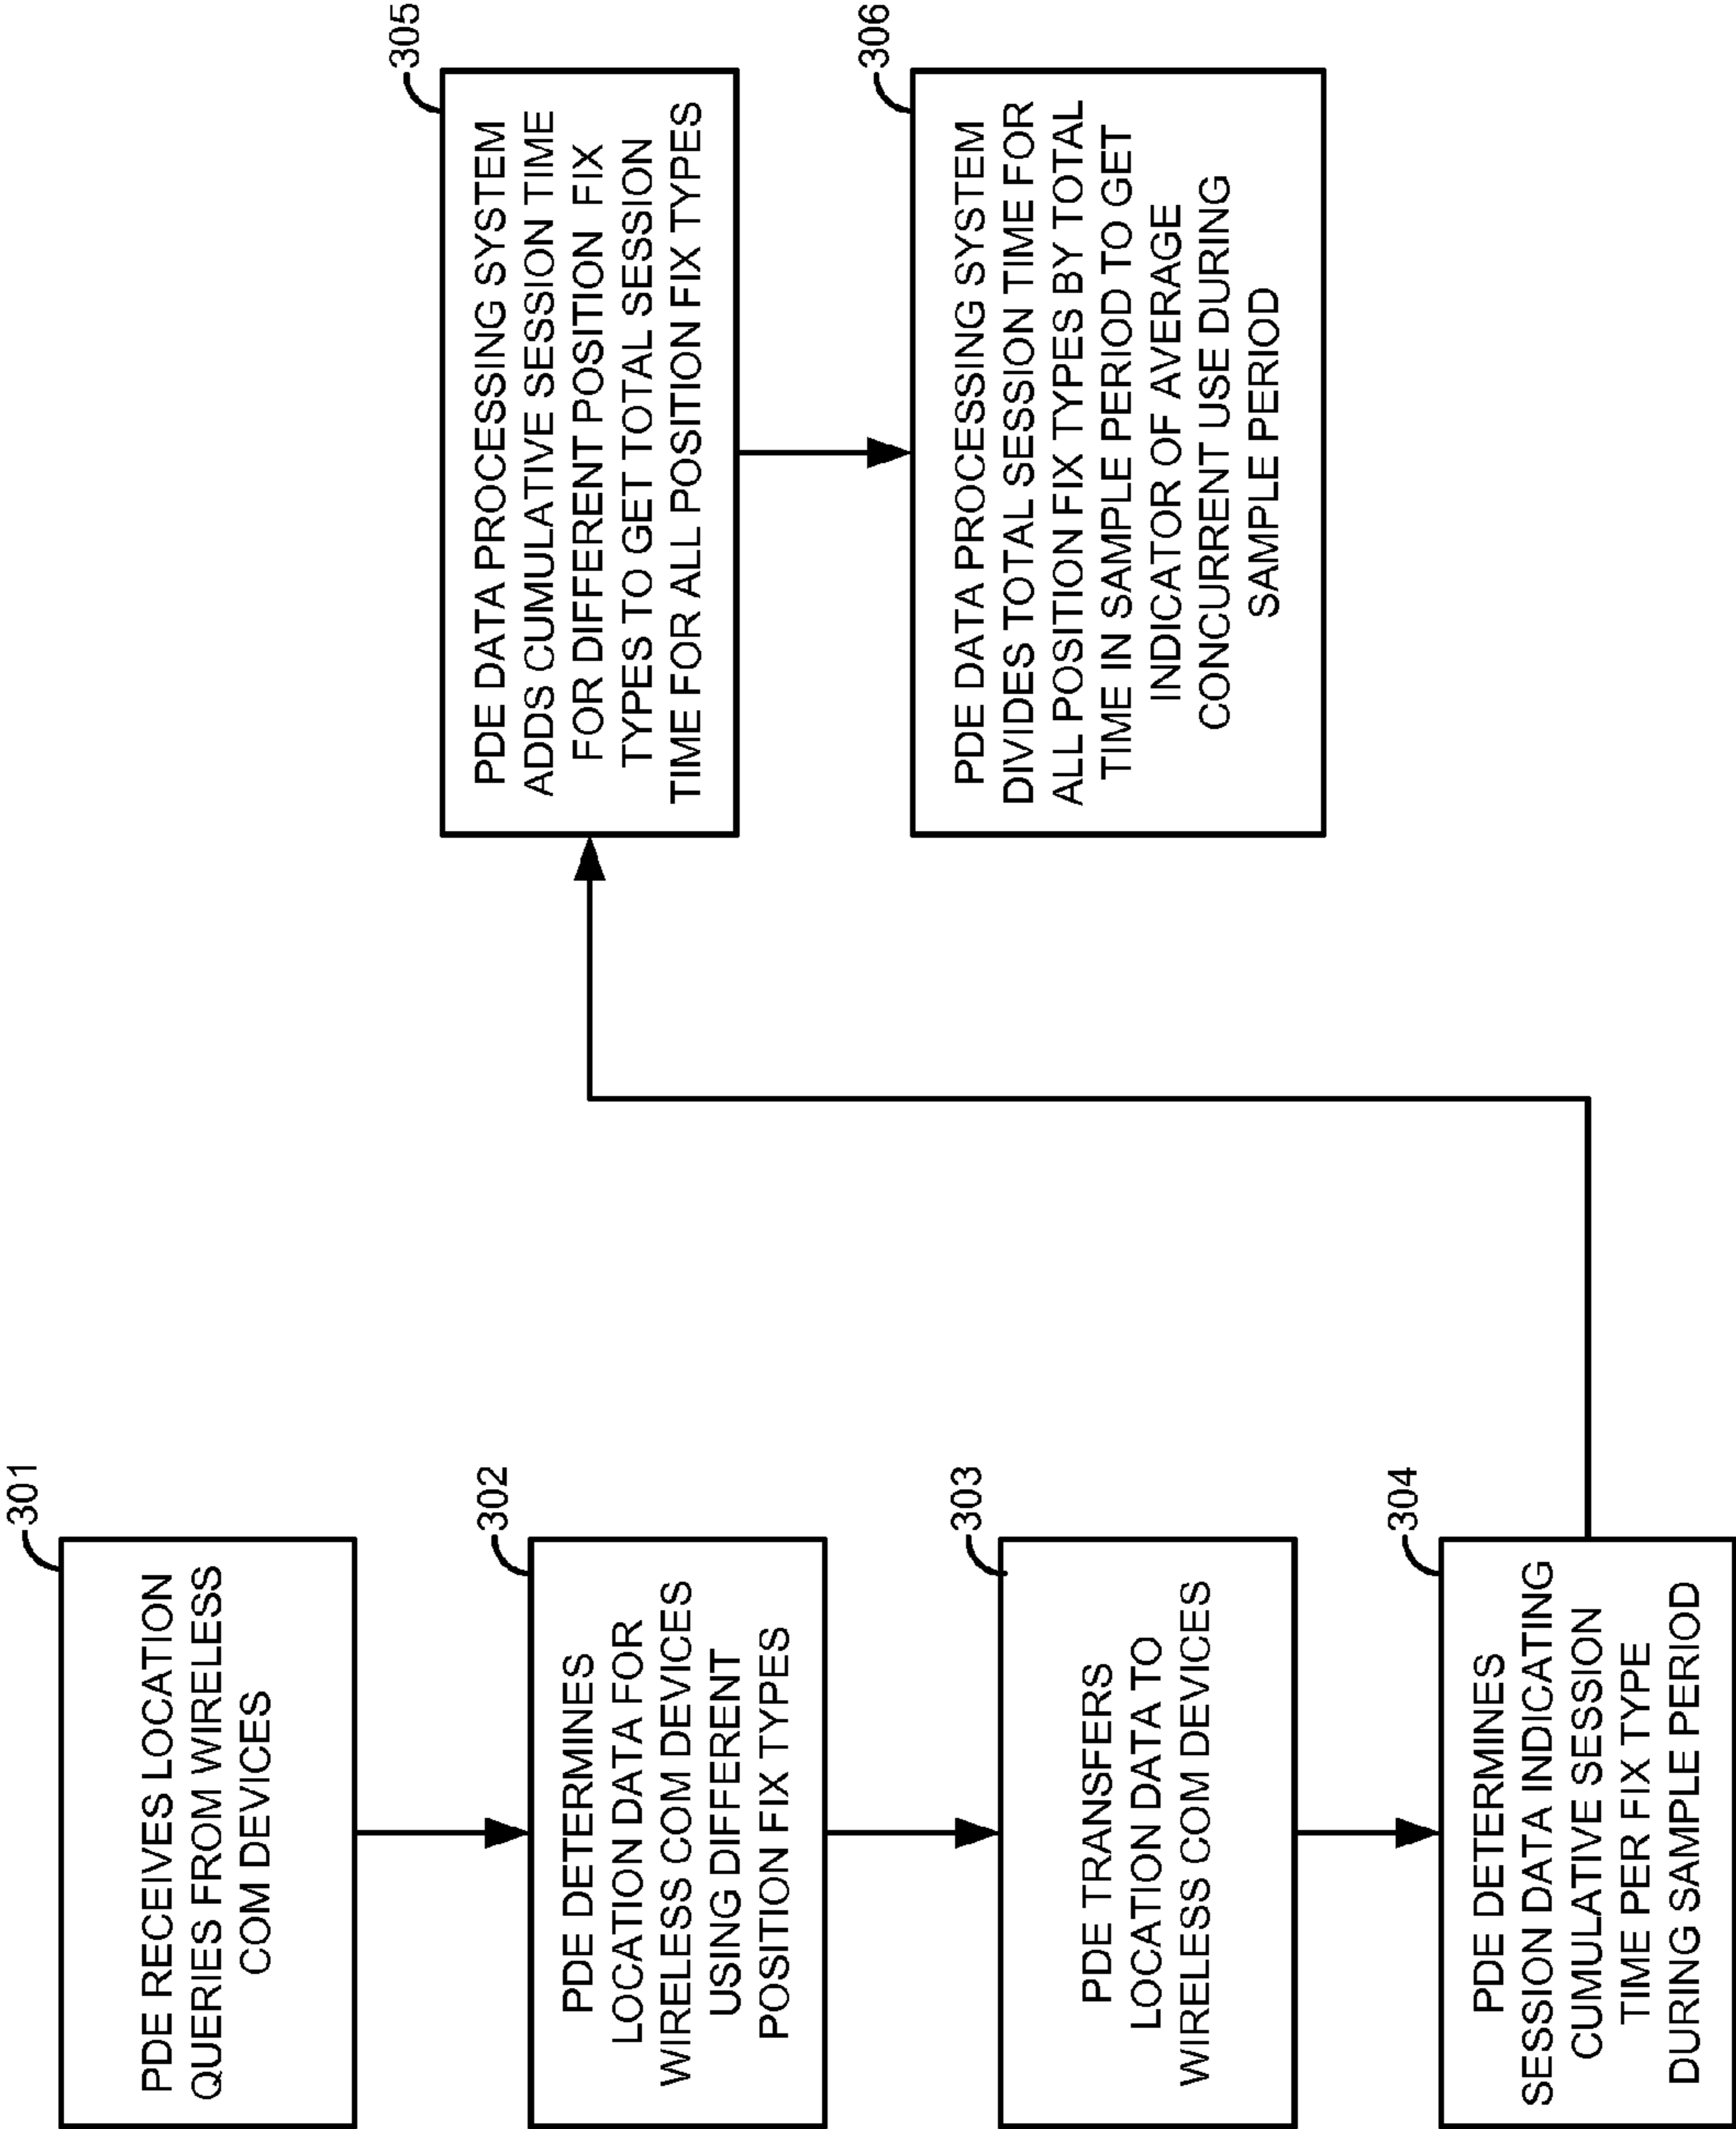 301
PDE RECEIVES LOCATION
QUERIES FROM WIRELESS
COM DEVICES
302
PDE DETERMINES
LOCATION DATA FOR
WIRELESS COM DEVICES
USING DIFFERENT
POSITION FIX TYPES
303
PDE TRANSFERS
LOCATION DATA TO
WIRELESS COM DEVICES
304
PDE DETERMINES
SESSION DATA INDICATING
CUMULATIVE SESSION
TIME PER FIX TYPE
DURING SAMPLE PERIOD
305
PDE DATA PROCESSING SYSTEM
ADDS CUMULATIVE SESSION TIME
FOR DIFFERENT POSITION FIX
TYPES TO GET TOTAL SESSION
TIME FOR ALL POSITION FIX TYPES
306
PDE DATA PROCESSING SYSTEM
DIVIDES TOTAL SESSION TIME FOR
ALL POSITION FIX TYPES BY TOTAL
TIME IN SAMPLE PERIOD TO GET
INDICATOR OF AVERAGE
CONCURRENT USE DURING
SAMPLE PERIOD